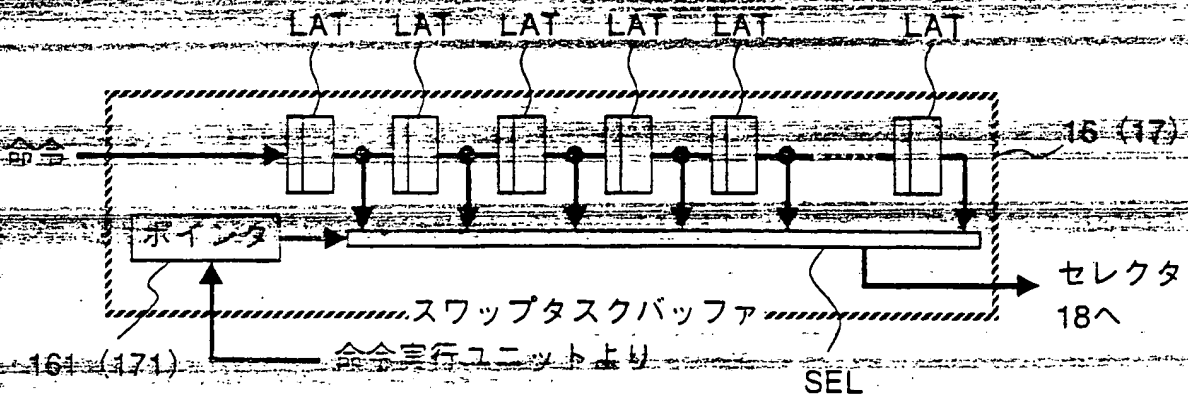 LAT LAT LAT LAT LAT LAT
命令
16 (17)
ポインタ
セレクタ
18へ
スワップタスクバッファ
161 (171)
命令実行ユニットより
SEL